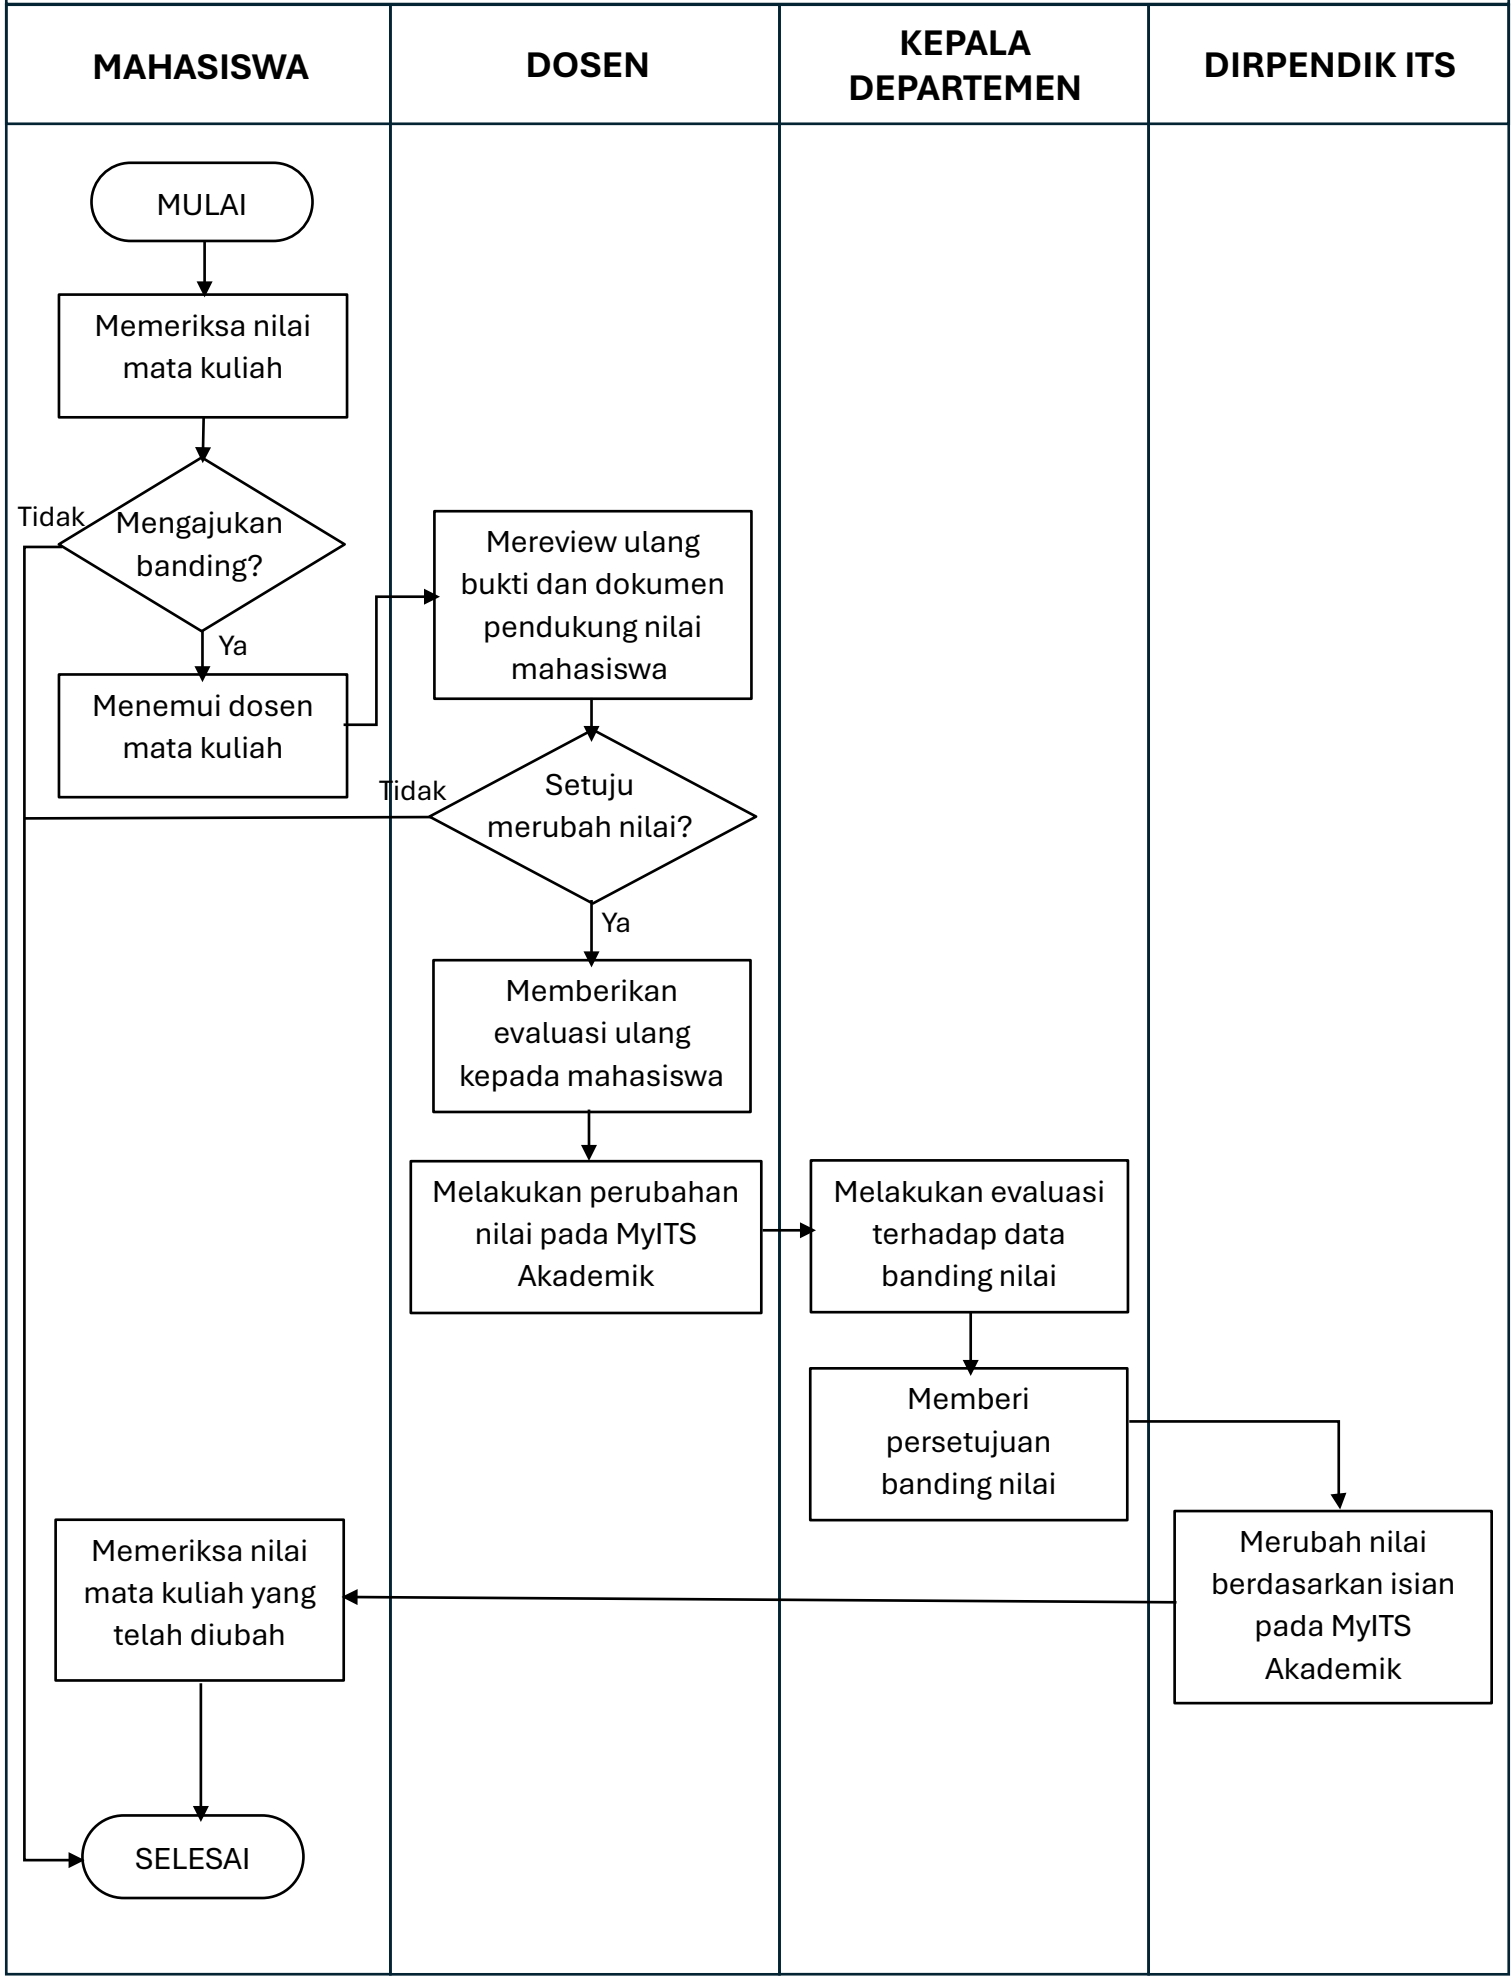 MAHASISWA
DOSEN
KEPALA
DEPARTEMEN
DIRPENDIK ITS
MULAI
Memeriksa nilai
mata kuliah
Tidak
Mengajukan
banding?
Ya
Menemui dosen
mata kuliah
Mereview ulang
bukti dan dokumen
pendukung nilai
mahasiswa
Tidak
Setuju
merubah nilai?
Ya
Memberikan
evaluasi ulang
kepada mahasiswa
Melakukan perubahan
nilai pada MyITS
Akademik
Melakukan evaluasi
terhadap data
banding nilai
Memberi
persetujuan
banding nilai
Merubah nilai
berdasarkan isian
pada MyITS
Akademik
Memeriksa nilai
mata kuliah yang
telah diubah
SELESAI